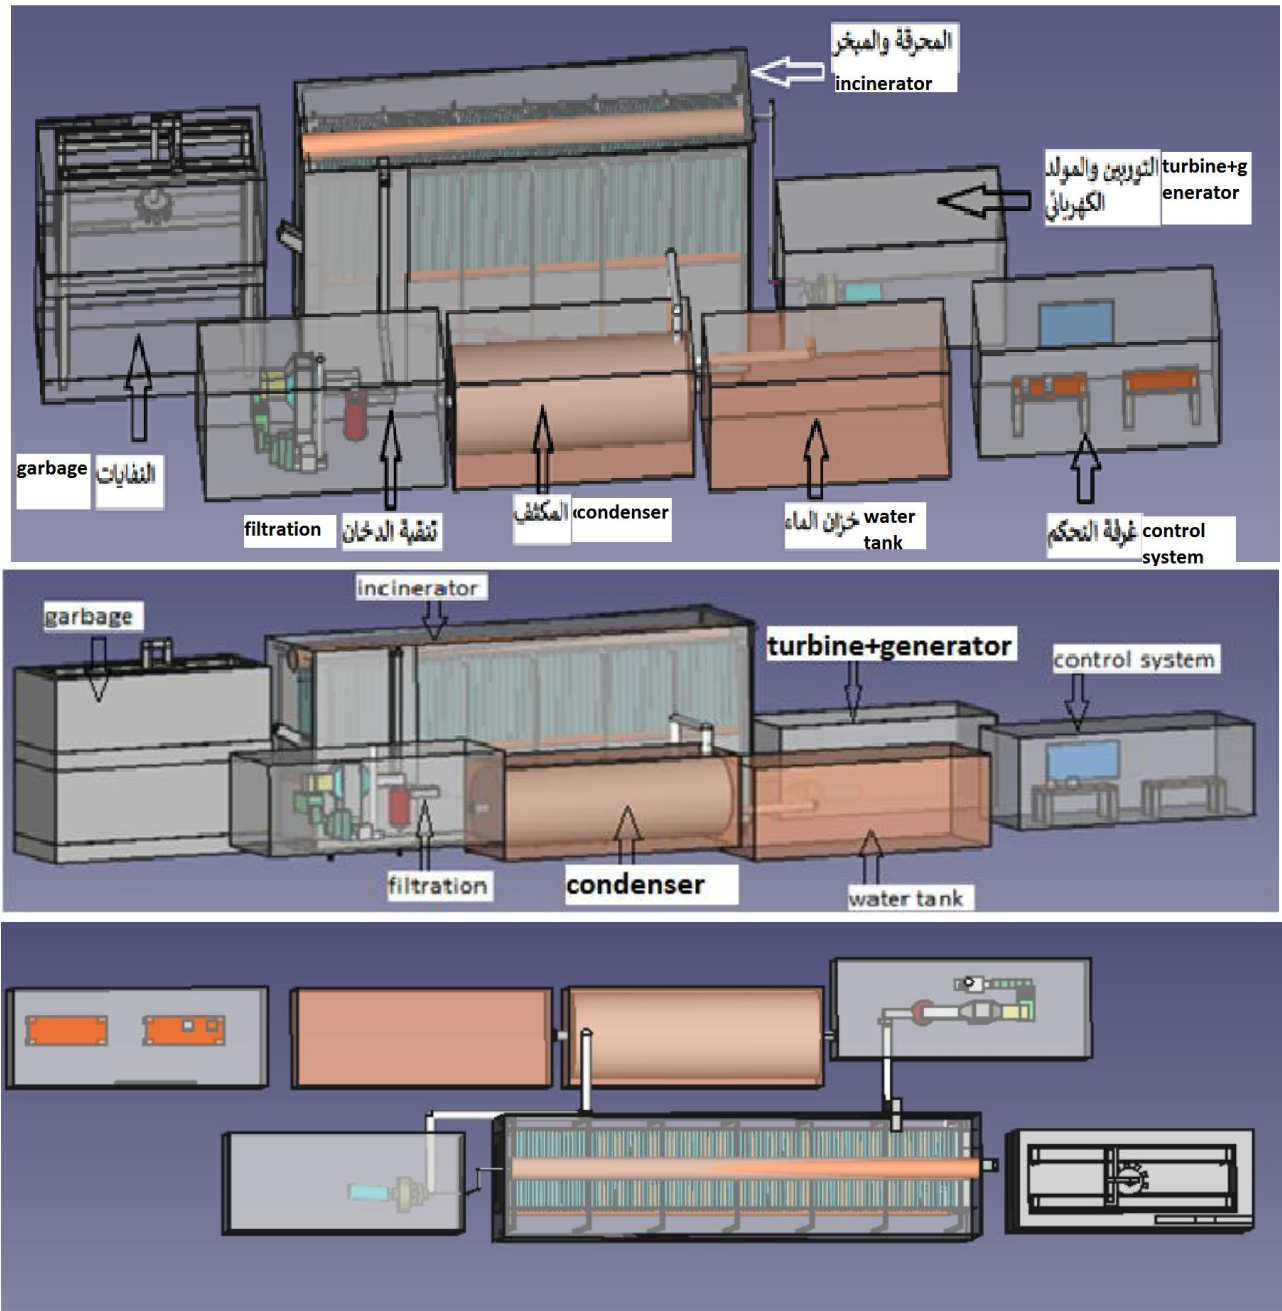 المحرقة والمبخر
incinerator
التوربين والمولد
الكهربائي
turbine+g
enerator
garbage
النفايات
filtration
تنقية الدخان
المكثف
condenser
خزان الماء
water
tank
غرفة التحكم
control
system
incinerator
garbage
turbine+generator
control system
filtration
condenser
water tank